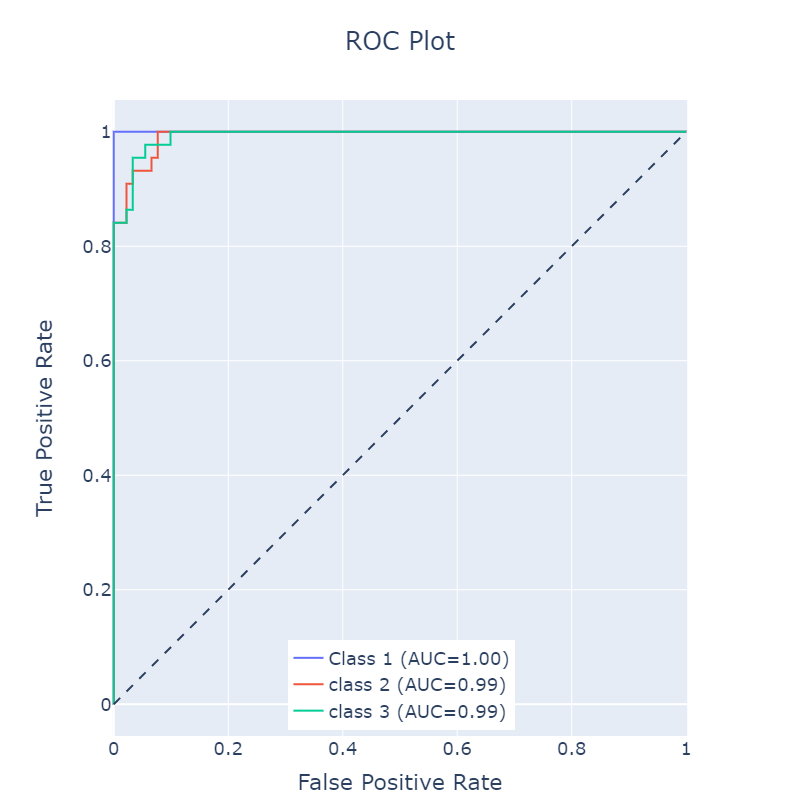 ROC Plot
True Positive Rate
1
0.8
0.6
0.4
0.2
0
Class 1 (AUC=1.00)
class 2 (AUC=0.99)
class 3 (AUC=0.99)
0 0.2 0.4 0.6 0.8 1
False Positive Rate